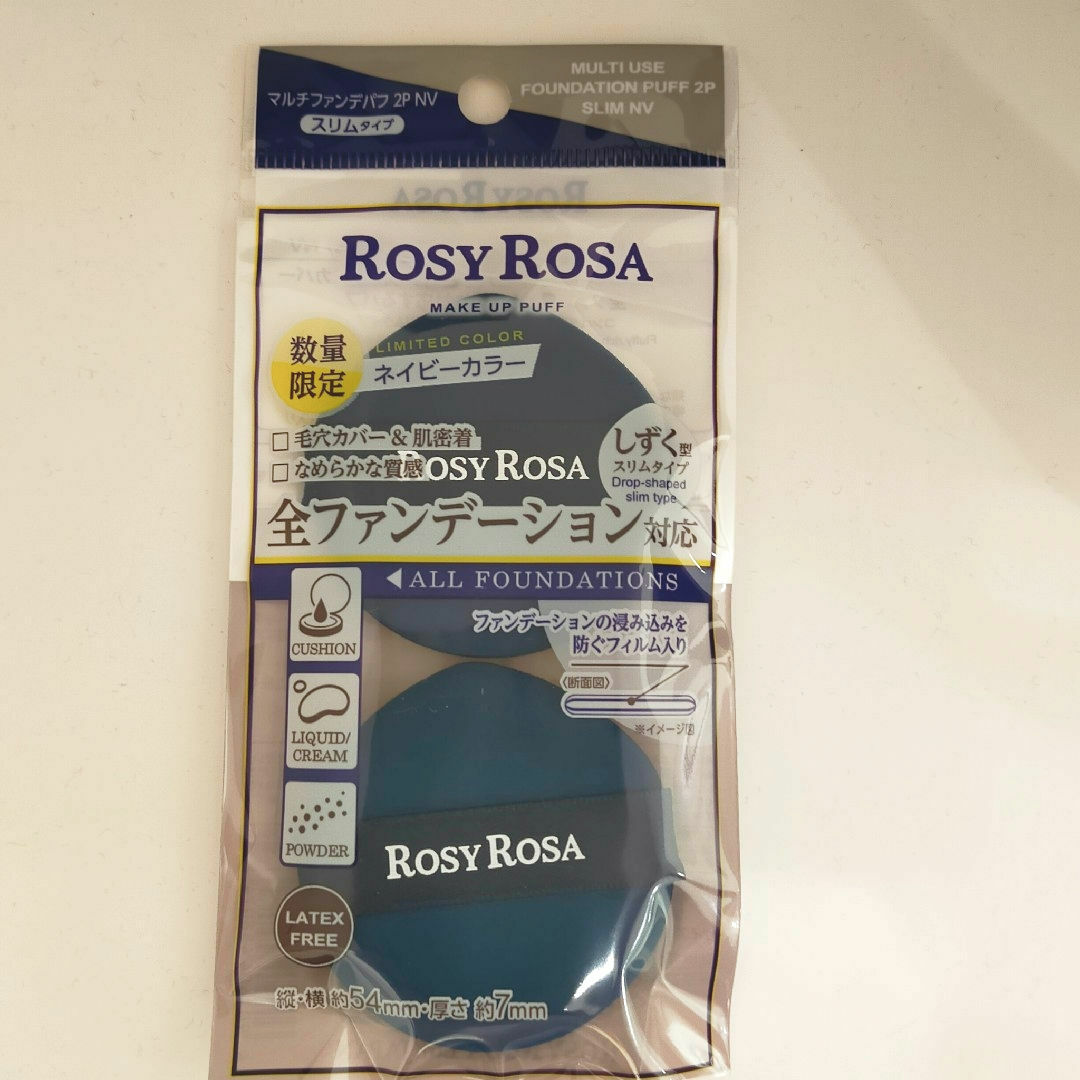 マルチファンデパフ 2P NV
スリムタイプ
MULTI USE
FOUNDATION PUFF 2P
SLIM NV
ROSY ROSA
MAKE UP PUFF
LIMITED COLOR
ネイビーカラー
数量
限定
□ 毛穴カバー & 肌密着
□ なめらかな質感
ROSY ROSA
しずく型
スリムタイプ
Drop-shaped
slim type
全ファンデーション対応
◀ALL FOUNDATIONS
CUSHION
LIQUID/
CREAM
POWDER
ファンデーションの浸み込みを
防ぐフィルム入り
〈断面図〉
※イメージ図
ROSY ROSA
LATEX
FREE
縦・横 約54mm・厚さ 約7mm